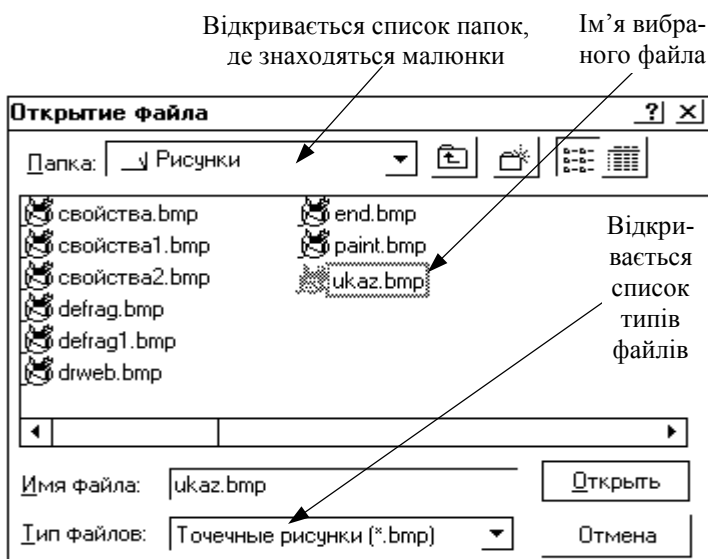 Відкривається список папок,
де знаходяться малюнки
Ім’я вибра-
ного файла
Открытие файла
Папка: Рисунки
свойства.bmp
свойства1.bmp
свойства2.bmp
defrag.bmp
defrag1.bmp
drweb.bmp
end.bmp
paint.bmp
ukaz.bmp
Відкри-
вається
список
типів
файлів
Имя файла: ukaz.bmp
Открыть
Тип файлов: Точечные рисунки (*.bmp)
Отмена